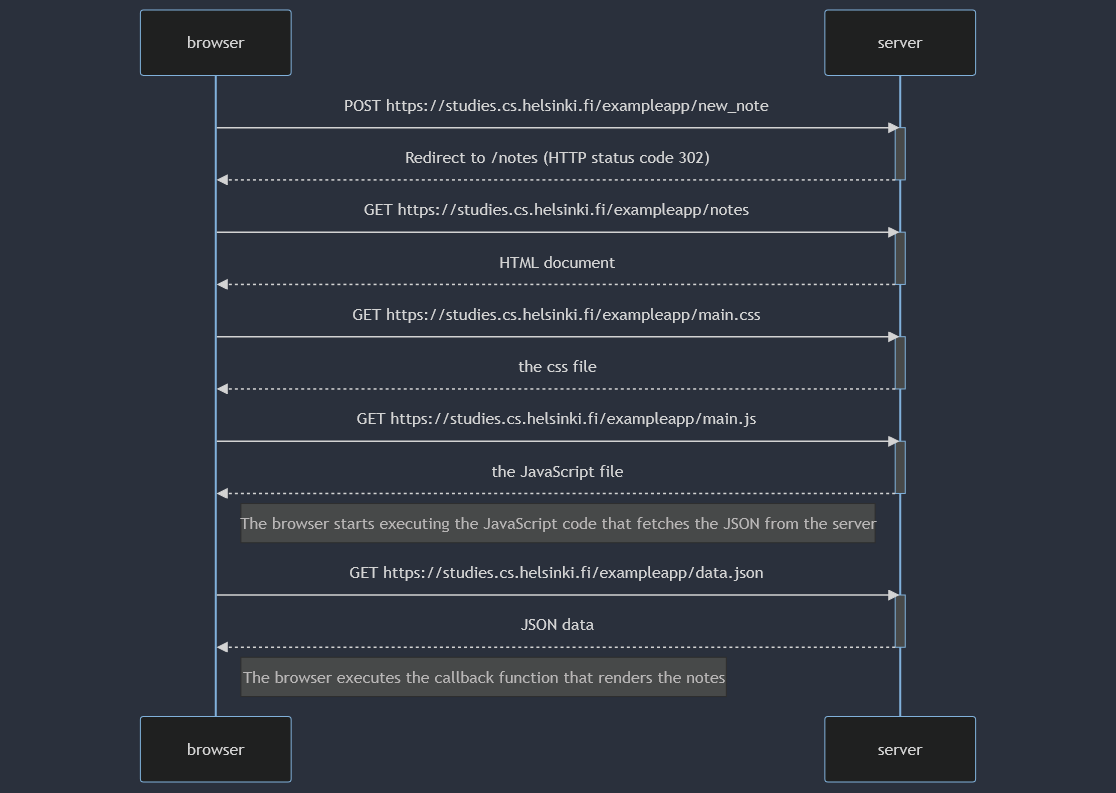 browser
server
POST https://studies.cs.helsinki.fi/exampleapp/new_note
Redirect to /notes (HTTP status code 302)
GET https://studies.cs.helsinki.fi/exampleapp/notes
HTML document
GET https://studies.cs.helsinki.fi/exampleapp/main.css
the css file
GET https://studies.cs.helsinki.fi/exampleapp/main.js
the JavaScript file
The browser starts executing the JavaScript code that fetches the JSON from the server
GET https://studies.cs.helsinki.fi/exampleapp/data.json
JSON data
The browser executes the callback function that renders the notes
browser
server